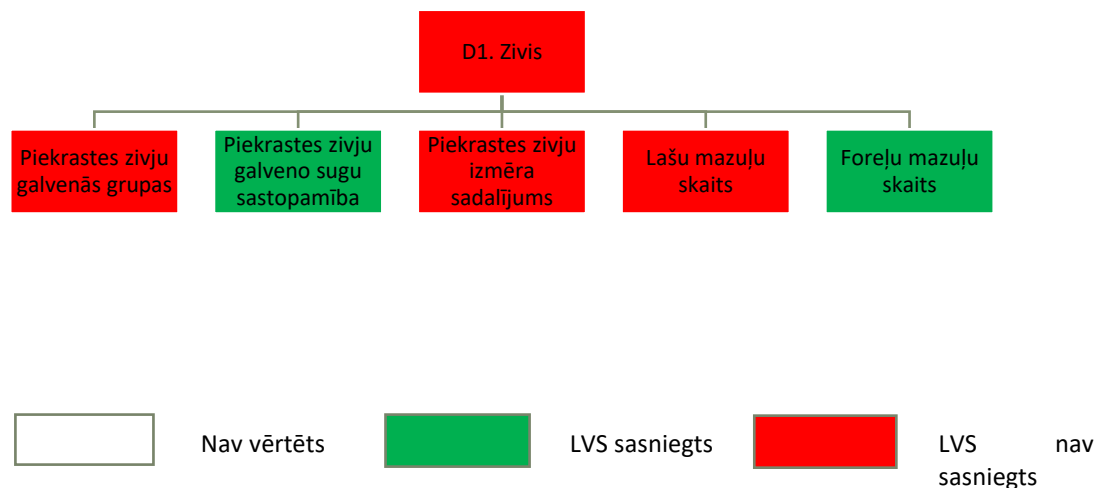 D1. Zivis
Piekrastes zivju
galvenās grupas
Piekrastes zivju
galveno sugu
sastopamība
Piekrastes zivju
izmēra
sadalījums
Lašu mazuļu
skaits
Foreļu mazuļu
skaits
Nav vērtēts
LVS sasniegts
LVS nav
sasniegts